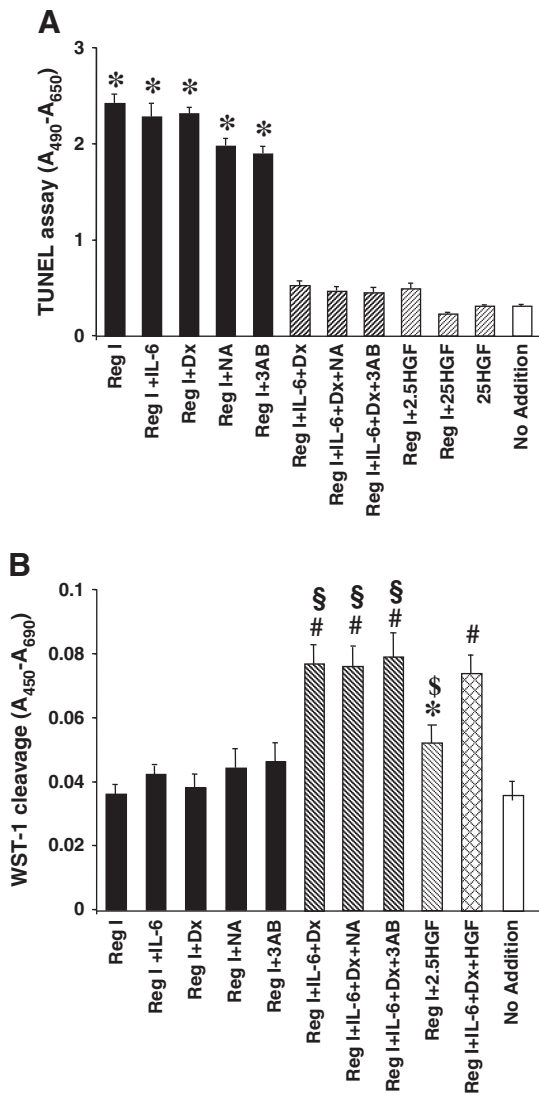 A
TUNEL assay (A490-A650)
3
2
1
0
* * * * *
Reg I
Reg I +IL-6
Reg I+Dx
Reg I+NA
Reg I+3AB
Reg I+IL-6+Dx
Reg I+IL-6+Dx+NA
Reg I+IL-6+Dx+3AB
Reg I+2.5HGF
Reg I+25HGF
25HGF
No Addition
B
WST-1 cleavage (A450-A690)
0.1
0.08
0.06
0.04
0.02
0
§ § §
# # # #
$
*
Reg I
Reg I +IL-6
Reg I+Dx
Reg I+NA
Reg I+3AB
Reg I+IL-6+Dx
Reg I+IL-6+Dx+NA
Reg I+IL-6+Dx+3AB
Reg I+2.5HGF
Reg I+IL-6+Dx+HGF
No Addition